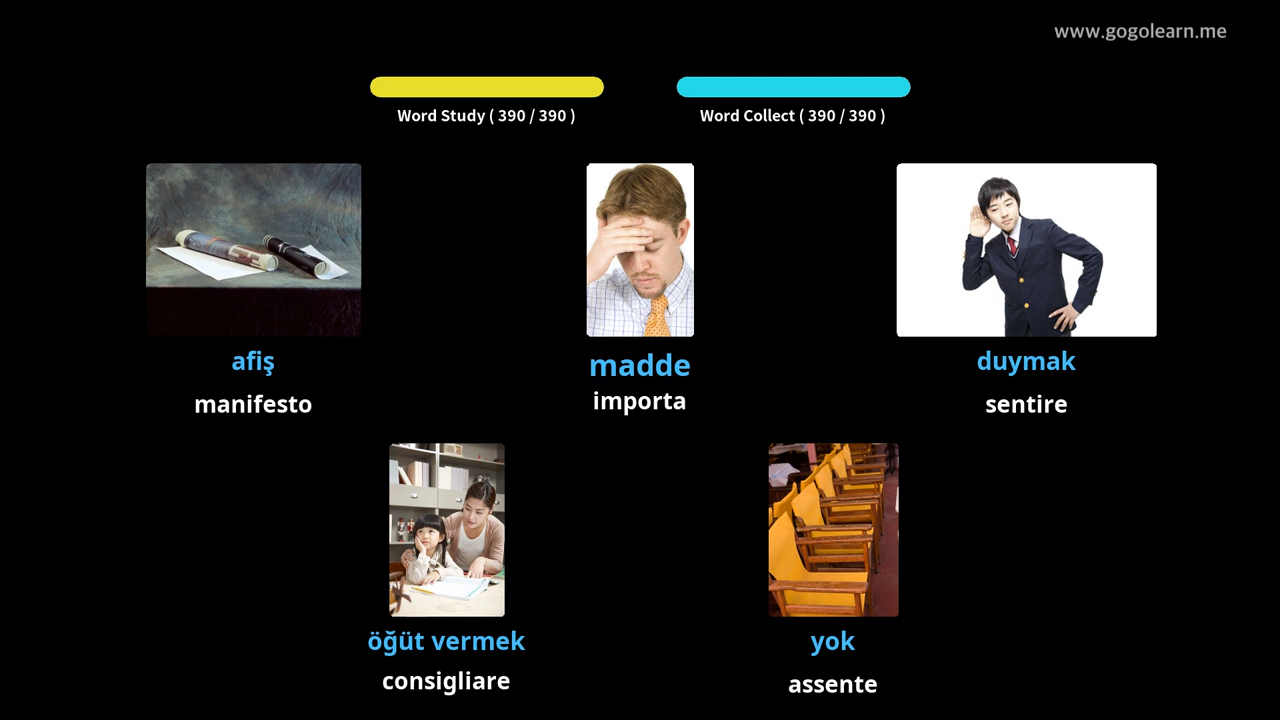 www.gogolearn.me
Word Study ( 390 / 390 )
Word Collect ( 390 / 390 )
afiş
manifesto
madde
importa
duymak
sentire
öğüt vermek
consigliare
yok
assente